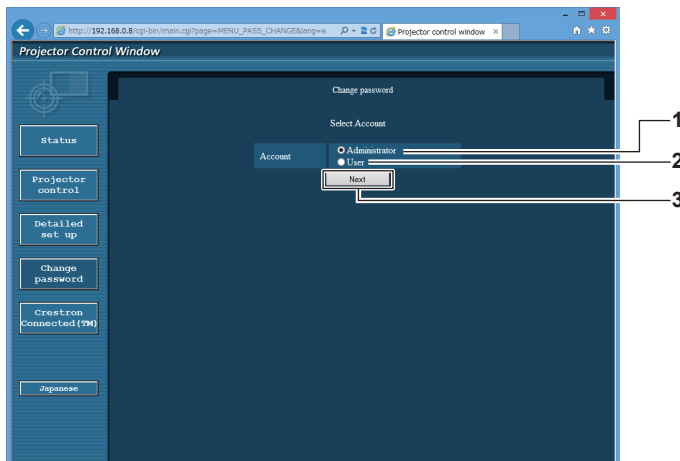 http://192.168.0.8/cgi-bin/main.cgi?page=MENU_PASS_CHANGE&lang=e
Projector control window
Projector Control Window
Change password
Select Account
Account
Administrator
User
Next
Status
Projector
control
Detailed
set up
Change
password
Crestron
Connected(TM)
Japanese
1
2
3